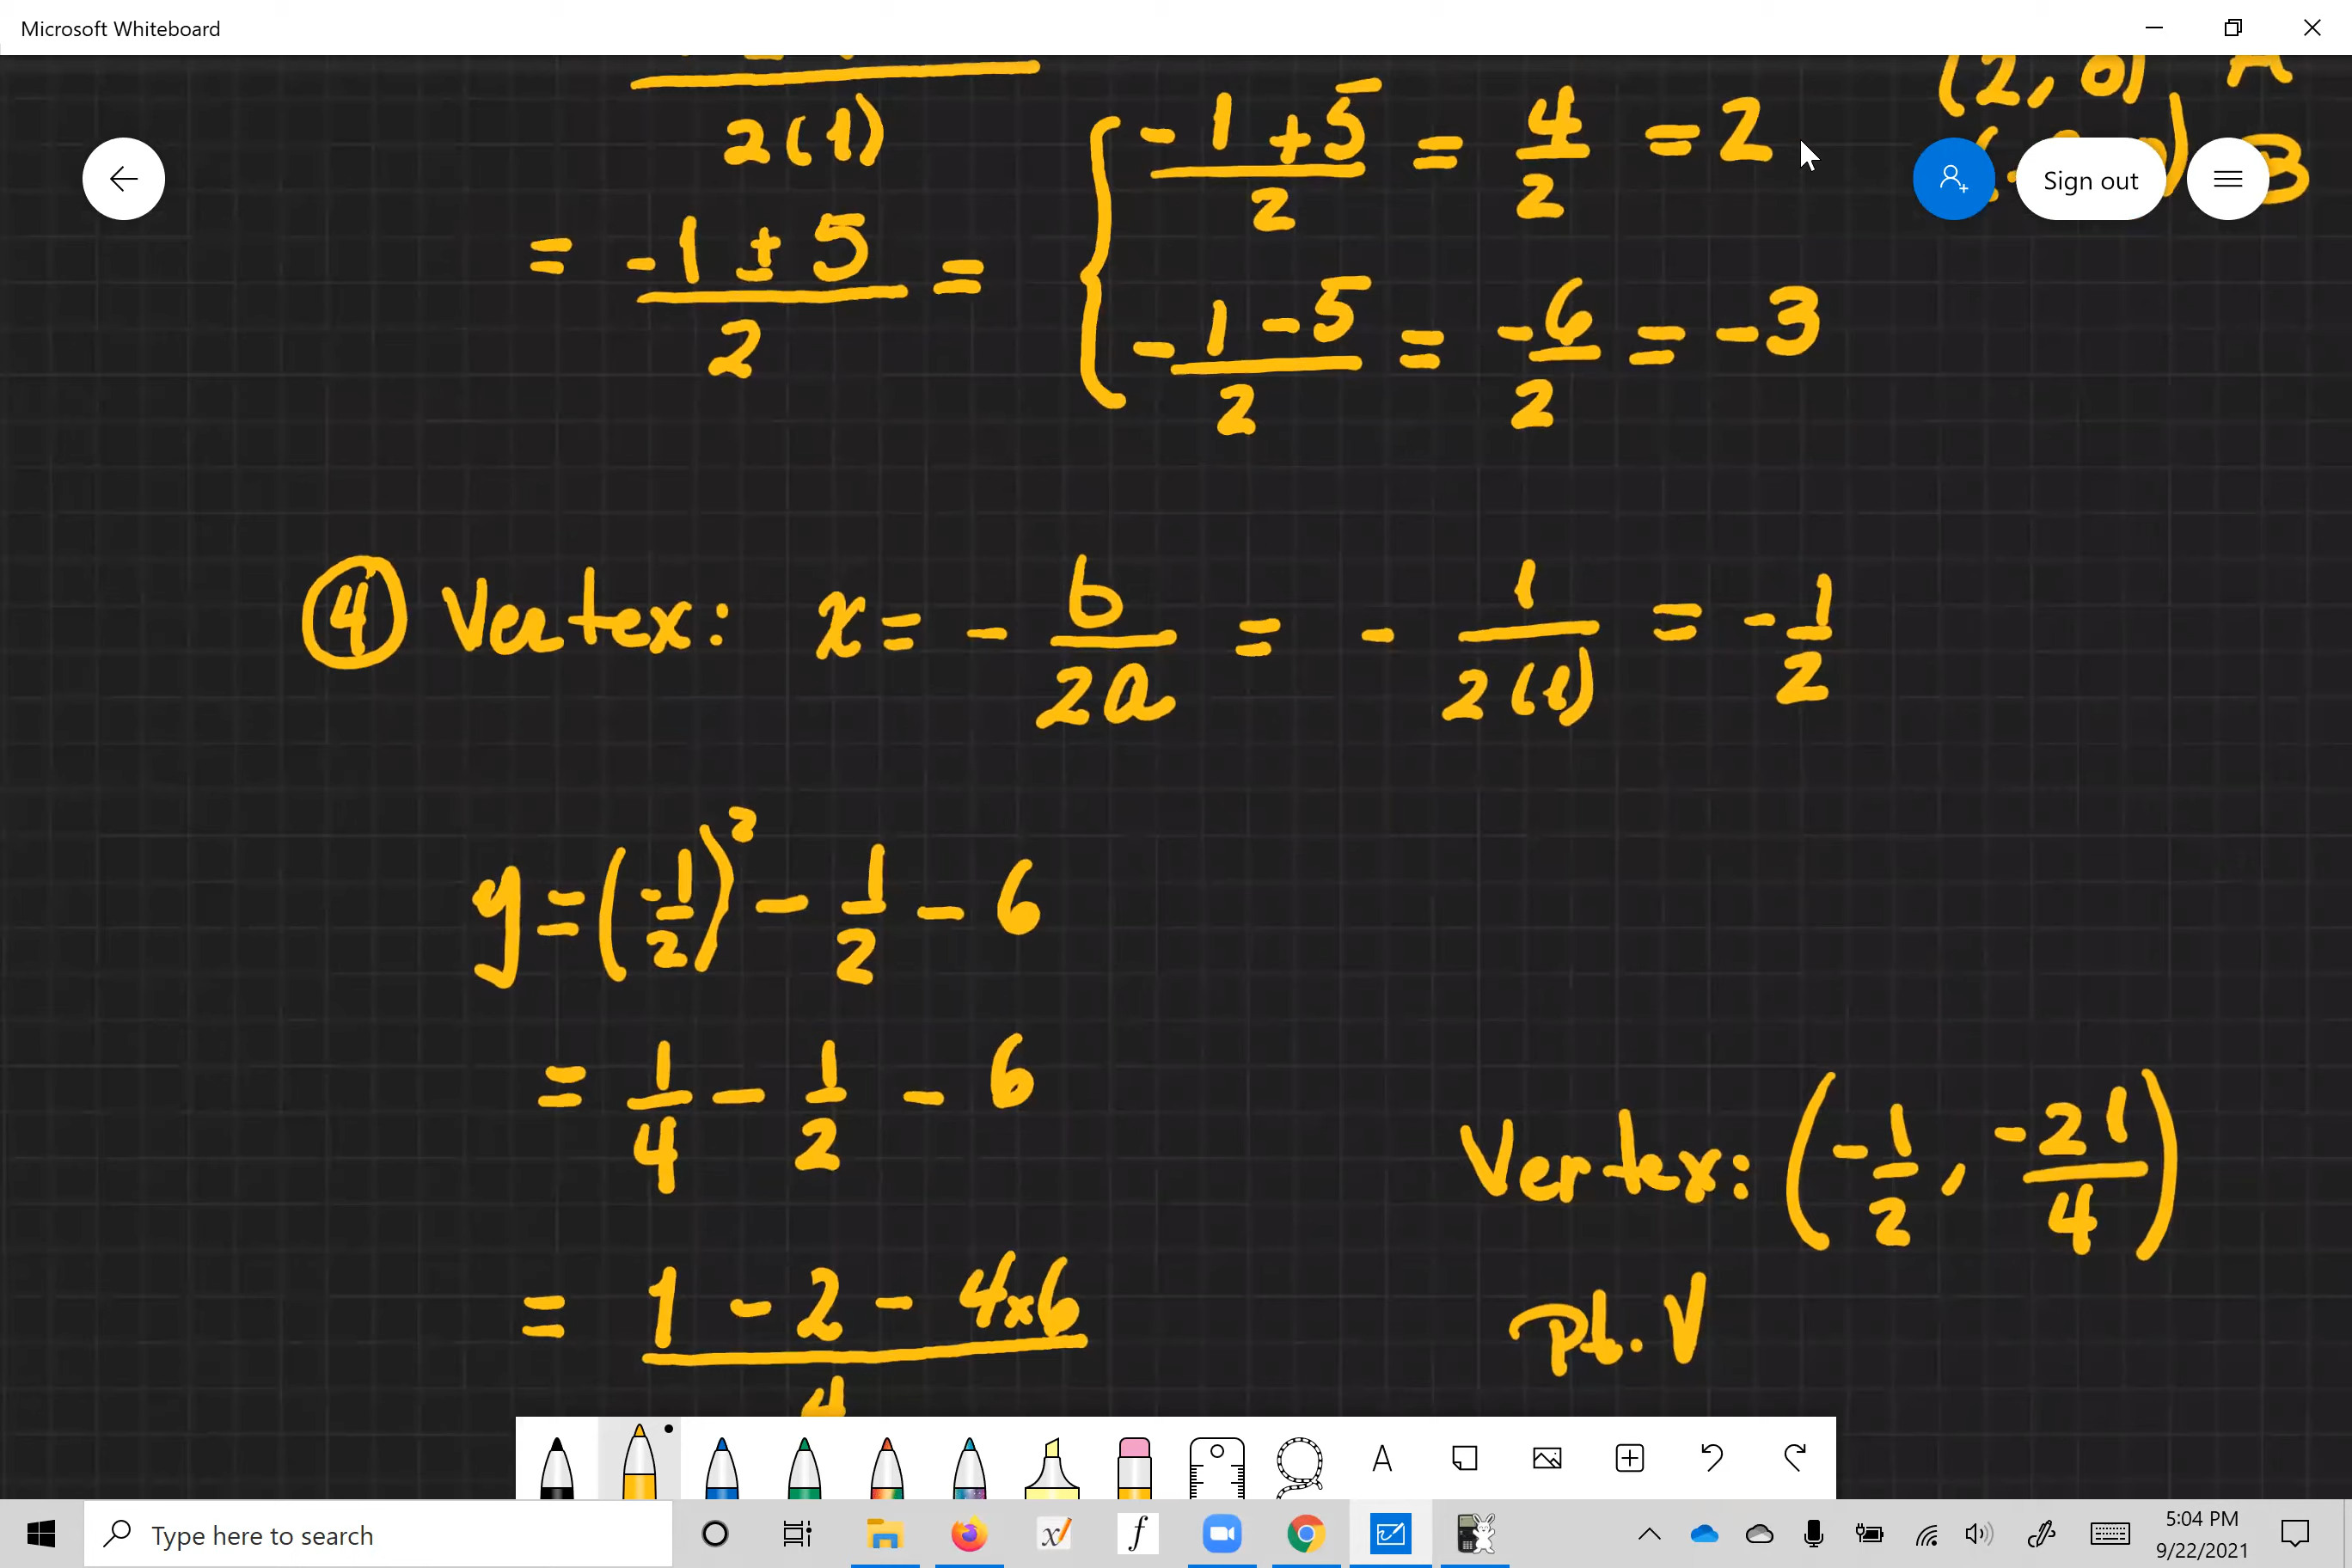 Microsoft Whiteboard
2(1)
= (-1 ± 5)/2 = { (-1 + 5)/2 = 4/2 = 2
(-1 - 5)/2 = -6/2 = -3
(2, 0) A
B
Sign out
④ Vertex: x = - b/2a = - 1/2(1) = - 1/2
y = (-1/2)² - 1/2 - 6
= 1/4 - 1/2 - 6
= (1 - 2 - 4x6)/4
Vertex: (-1/2, -21/4)
pt. V
Type here to search
5:04 PM
9/22/2021